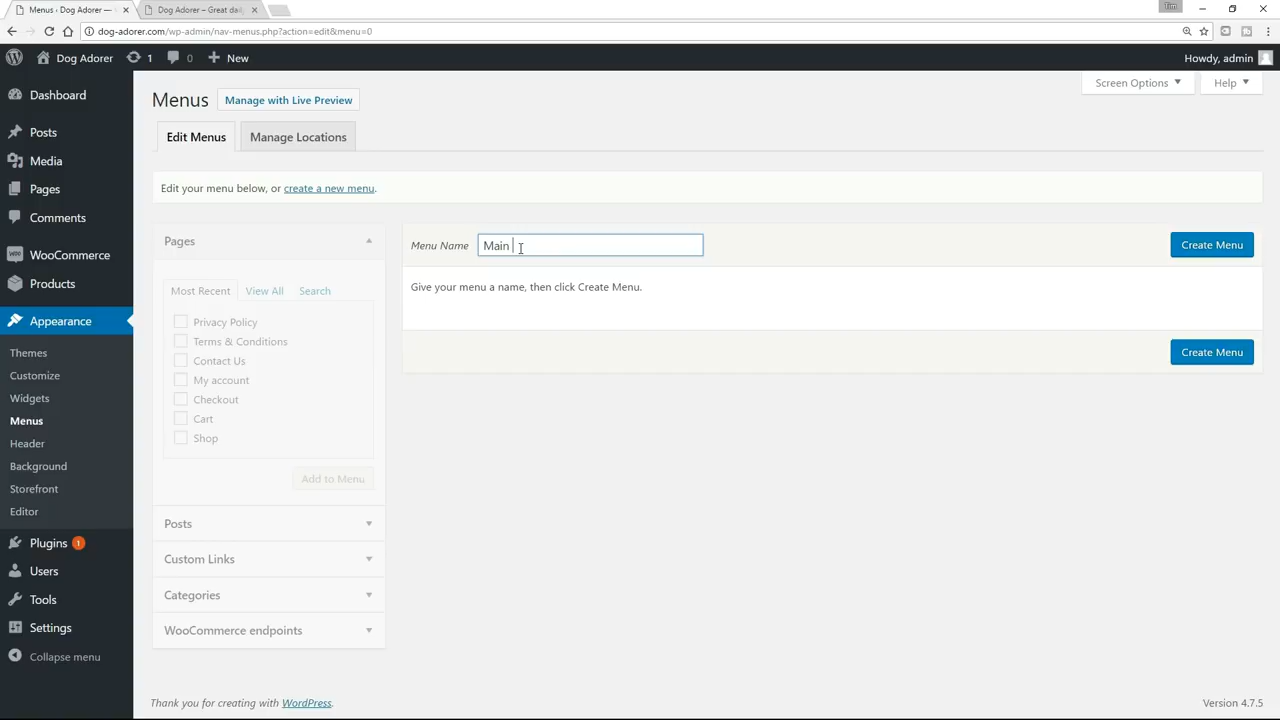 Menus ‹ Dog Adorer —
Dog Adorer – Great dai
Tim
dog-adorer.com/wp-admin/nav-menus.php?action=edit&menu=0
Dog Adorer
1
0
New
Howdy, admin
Dashboard
Posts
Media
Pages
Comments
WooCommerce
Products
Appearance
Themes
Customize
Widgets
Menus
Header
Background
Storefront
Editor
Plugins 1
Users
Tools
Settings
Collapse menu
Screen Options
Help
Menus
Manage with Live Preview
Edit Menus
Manage Locations
Edit your menu below, or create a new menu.
Pages
Most Recent
View All
Search
Privacy Policy
Terms & Conditions
Contact Us
My account
Checkout
Cart
Shop
Add to Menu
Posts
Custom Links
Categories
WooCommerce endpoints
Menu Name
Main
Create Menu
Give your menu a name, then click Create Menu.
Create Menu
Thank you for creating with WordPress.
Version 4.7.5